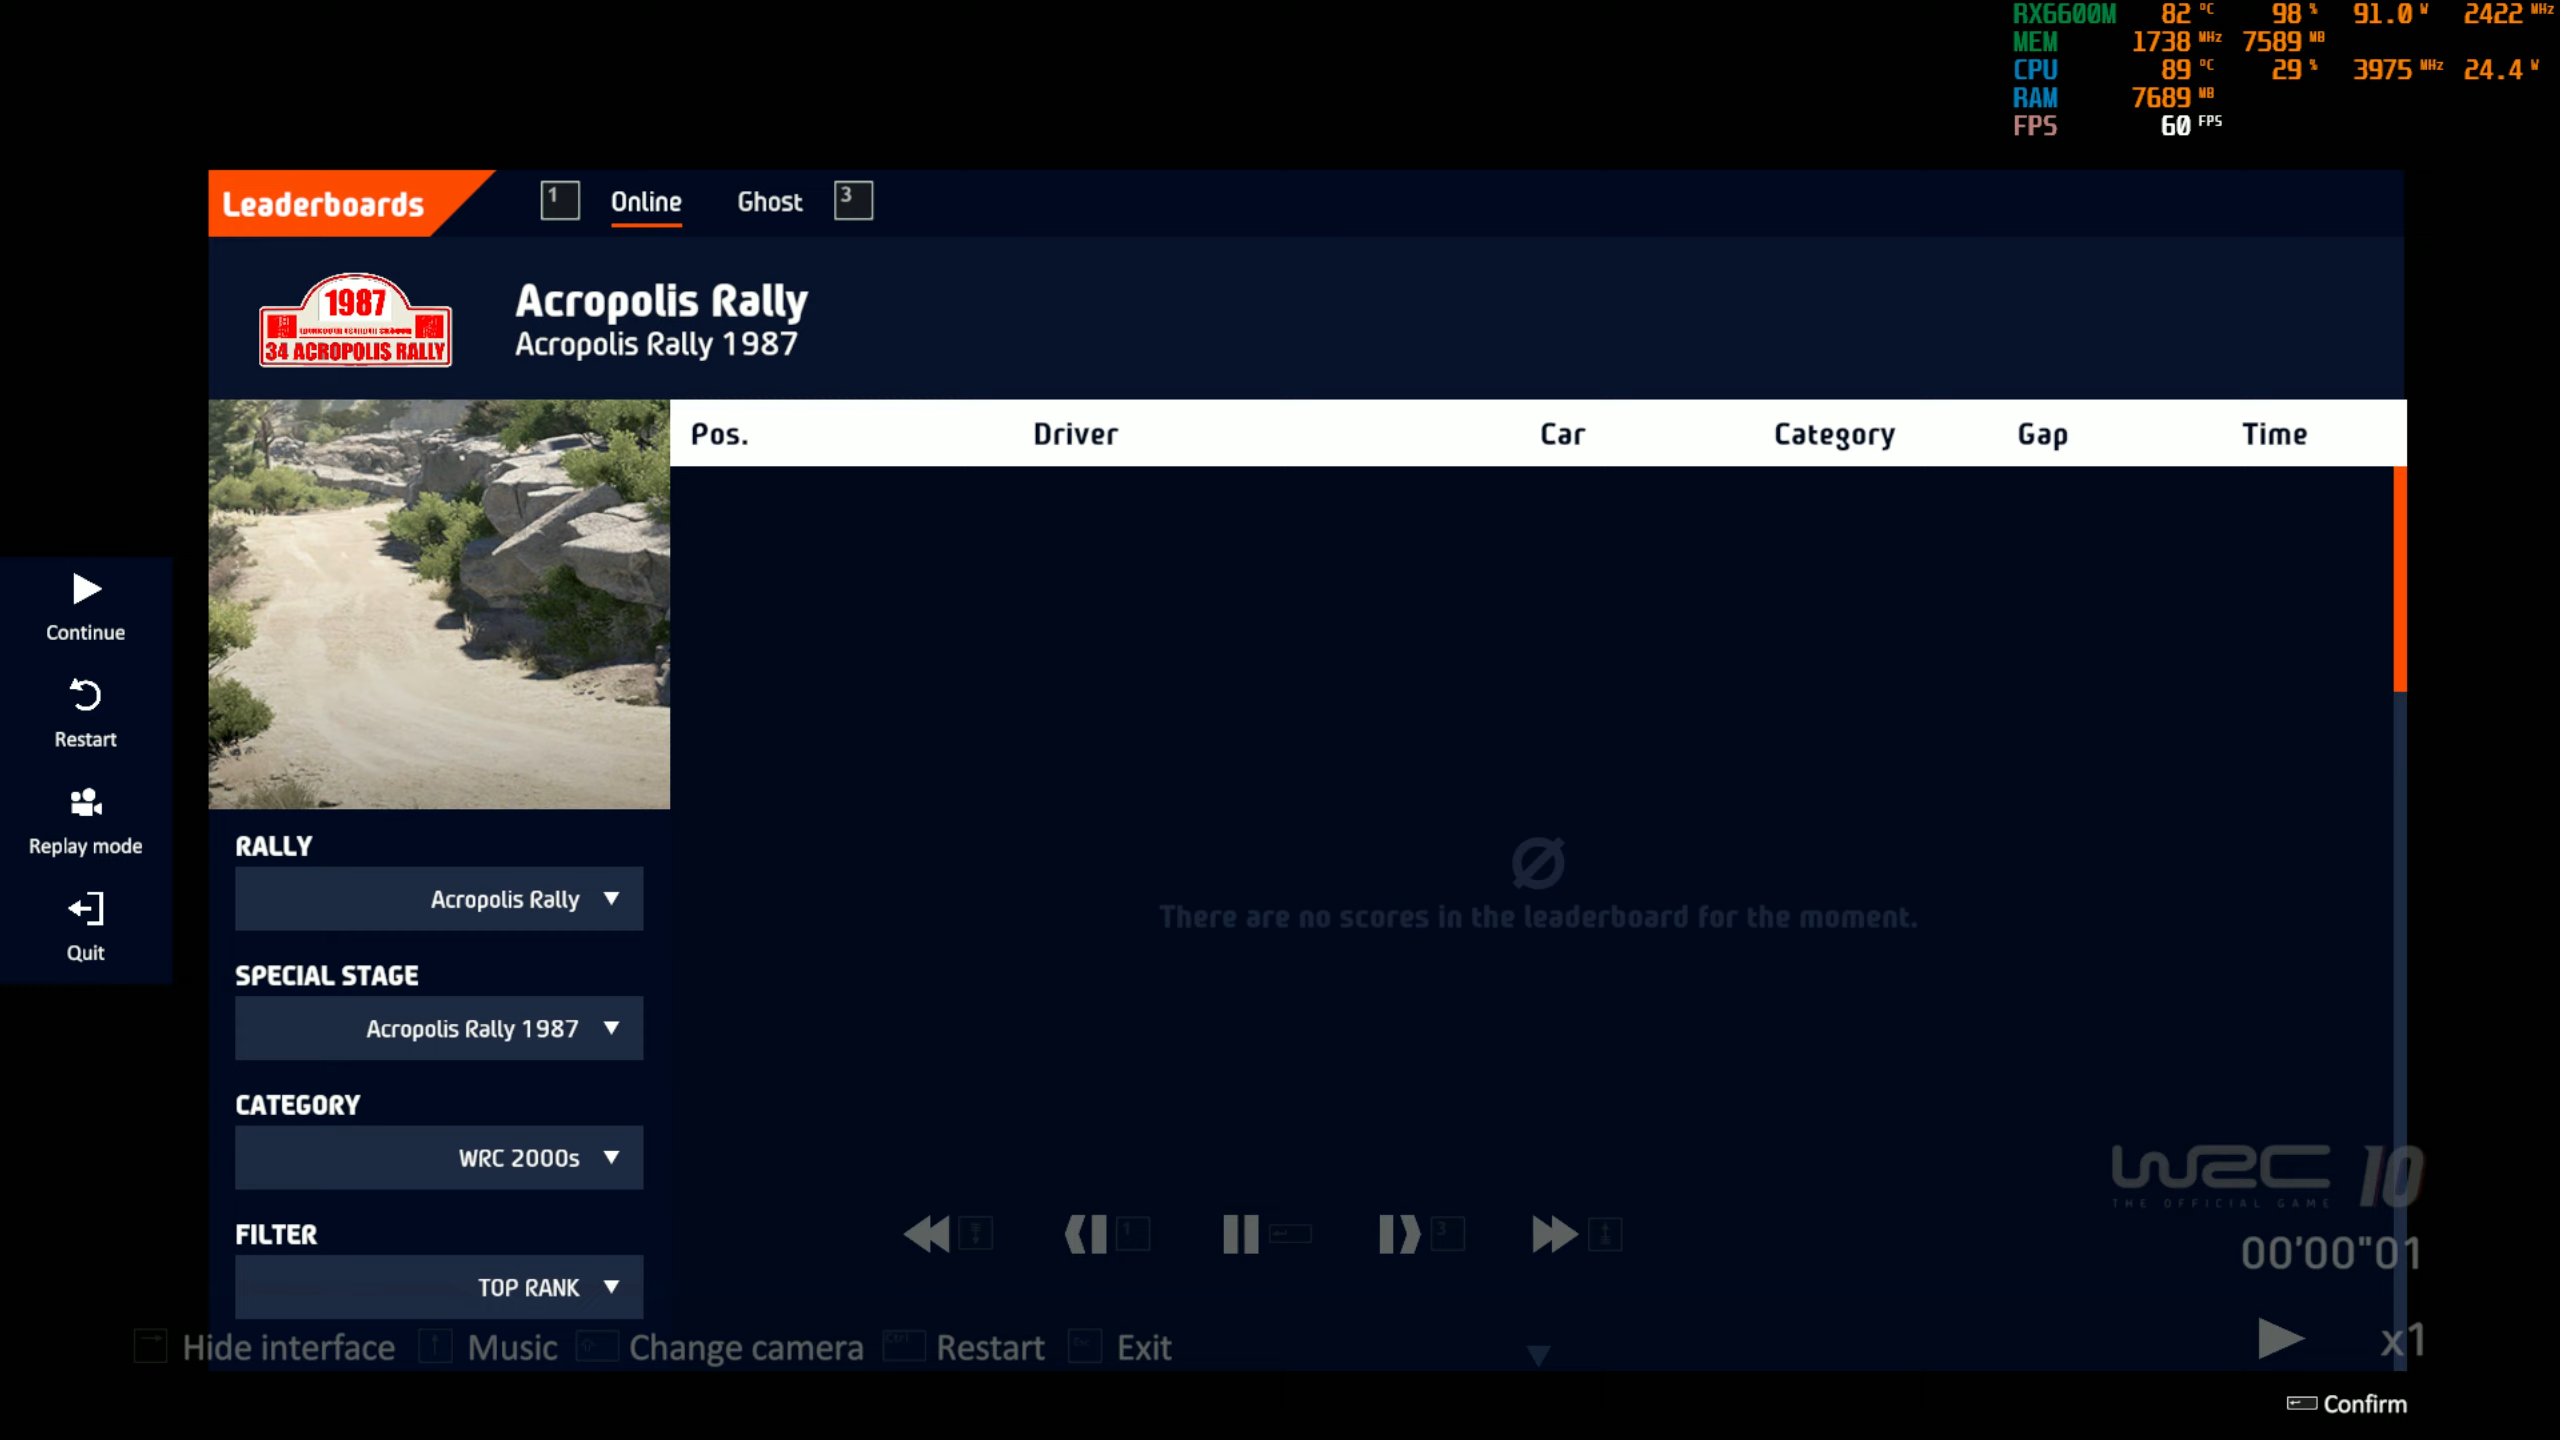 RX6600M 82 °C 98 % 91.0 W 2422 MHz
MEM 1738 MHz 7589 MB
CPU 89 °C 29 % 3975 MHz 24.4 W
RAM 7689 MB
FPS 60 FPS
Leaderboards
1 Online Ghost 3
1987
34 ACROPOLIS RALLY
Acropolis Rally
Acropolis Rally 1987
Pos. Driver Car Category Gap Time
Continue
Restart
Replay mode
Quit
There are no scores in the leaderboard for the moment.
RALLY
Acropolis Rally
SPECIAL STAGE
Acropolis Rally 1987
CATEGORY
WRC 2000s
FILTER
TOP RANK
WRC 10
THE OFFICIAL GAME
1 3
00'00"01
Hide interface Music Change camera Ctrl Restart Esc Exit
x1
Confirm